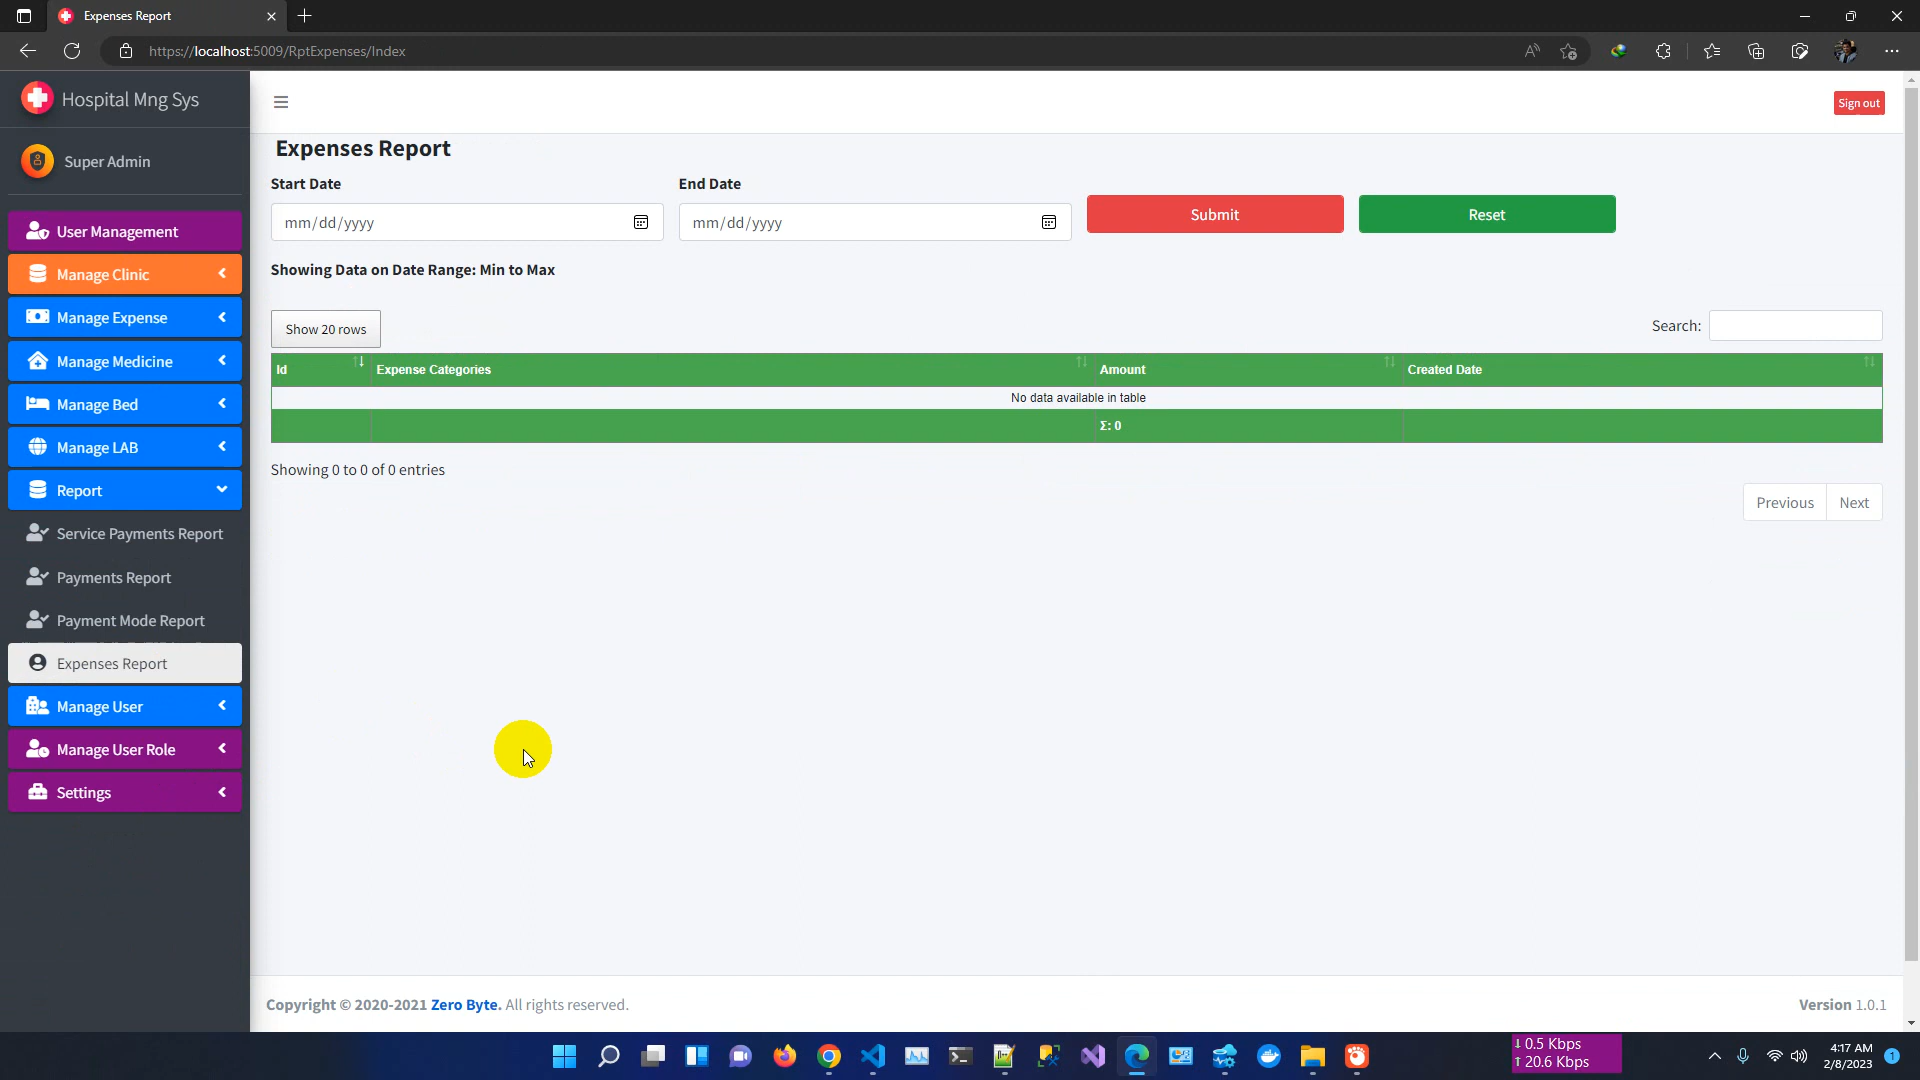 Expenses Report
https://localhost:5009/RptExpenses/Index
Hospital Mng Sys
Sign out
Super Admin
User Management
Manage Clinic
Manage Expense
Manage Medicine
Manage Bed
Manage LAB
Report
Service Payments Report
Payments Report
Payment Mode Report
Expenses Report
Manage User
Manage User Role
Settings
Expenses Report
Start Date
End Date
mm/dd/yyyy
mm/dd/yyyy
Submit
Reset
Showing Data on Date Range: Min to Max
Show 20 rows
Search:
Id Expense Categories Amount Created Date
No data available in table
Σ: 0
Showing 0 to 0 of 0 entries
Previous Next
Copyright © 2020-2021 Zero Byte. All rights reserved.
Version 1.0.1
↓ 0.5 Kbps
↑ 20.6 Kbps
4:17 AM
2/8/2023
1